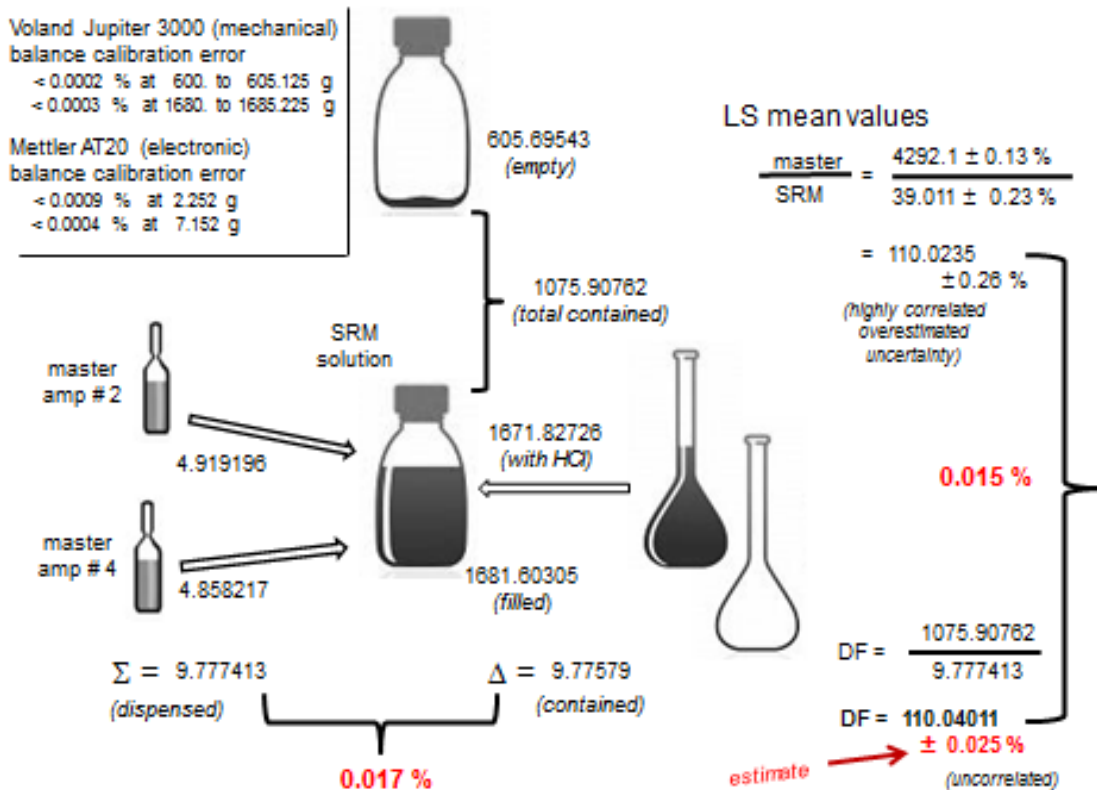 Voland Jupiter 3000 (mechanical)
balance calibration error
< 0.0002 % at 600. to 605.125 g
< 0.0003 % at 1680. to 1685.225 g
Mettler AT20 (electronic)
balance calibration error
< 0.0009 % at 2.252 g
< 0.0004 % at 7.152 g
605.69543
(empty)
LS mean values
master
SRM
=
4292.1 ± 0.13 %
39.011 ± 0.23 %
= 110.0235
± 0.26 %
(highly correlated
overestimated
uncertainty)
1075.90762
(total contained)
SRM
solution
master
amp # 2
4.919196
1671.82726
(with HCl)
0.015 %
master
amp # 4
4.858217
1681.60305
(filled)
Σ = 9.777413
(dispensed)
Δ = 9.77579
(contained)
0.017 %
DF =
1075.90762
9.777413
DF = 110.04011
± 0.025 %
estimate
(uncorrelated)